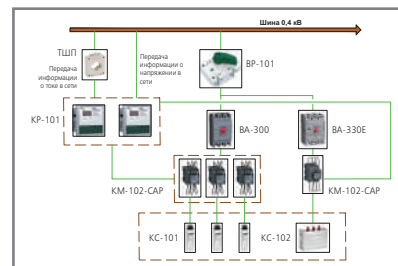 Шина 0,4 кВ
ТШП
Передача
информации
о токе в сети
Передача
информации о
напряжении в
сети
ВР-101
КР-101
ВА-300
ВА-330Е
КМ-102-САР
КМ-102-САР
КС-101
КС-102